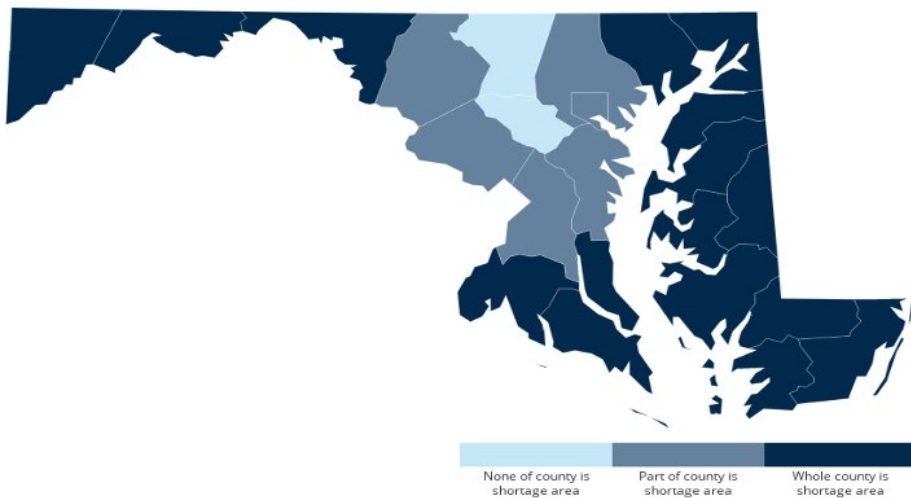 None of county is
shortage area
Part of county is
shortage area
Whole county is
shortage area